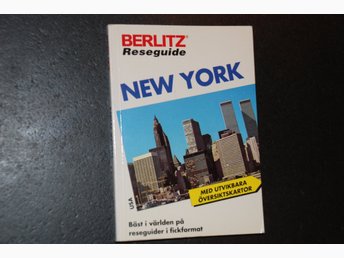 BERLITZ®
Reseguide
NEW YORK
MED UTVIKBARA
ÖVERSIKTSKARTOR
USA
Bäst i världen på
reseguider i fickformat